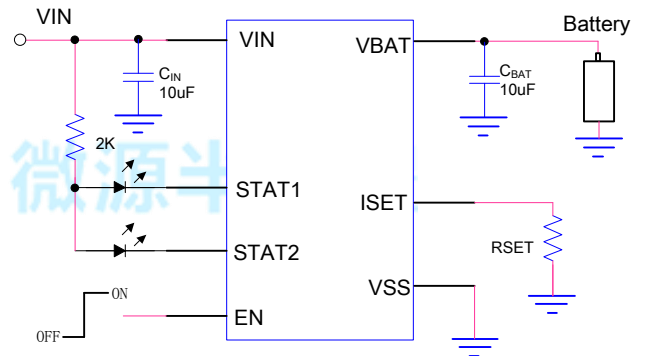 VIN
Battery
VIN
VBAT
CIN
10uF
CBAT
10uF
2K
微源半
STAT1
ISET
RSET
STAT2
VSS
ON
OFF
EN